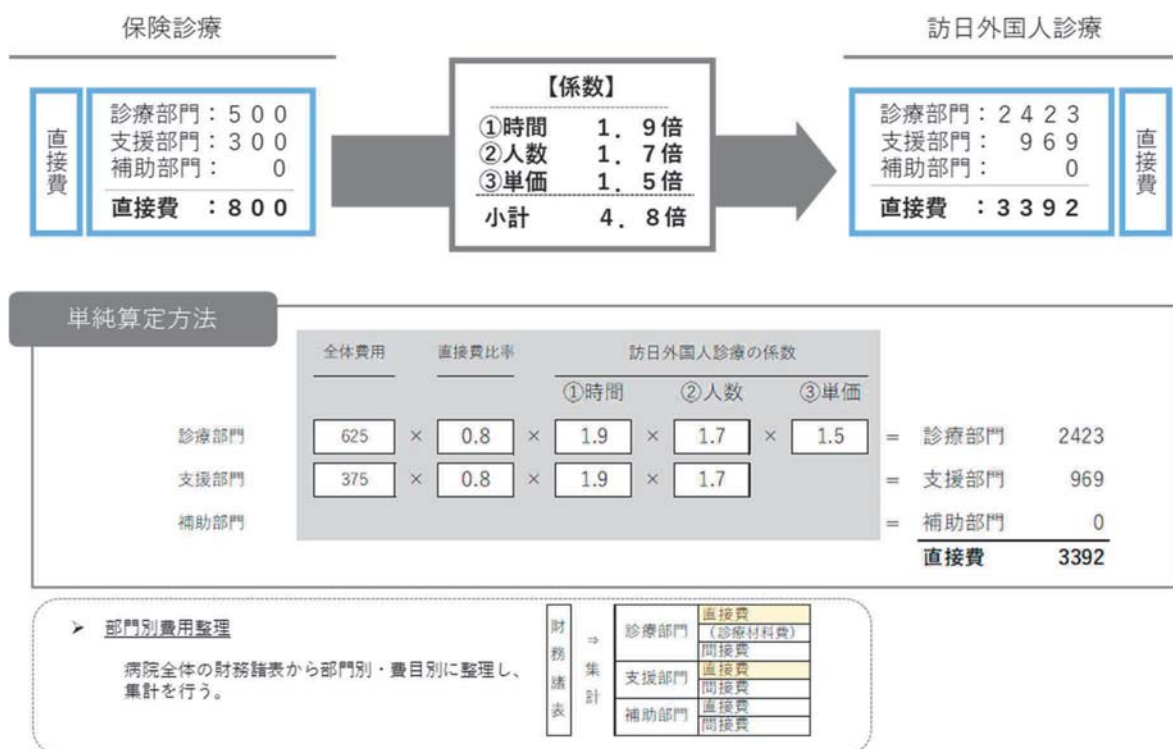 保険診療
訪日外国人診療
直接費
診療部門：500
支援部門：300
補助部門：　0
直接費　：800
【係数】
①時間　1．9倍
②人数　1．7倍
③単価　1．5倍
小計　4．8倍
診療部門：2423
支援部門：　969
補助部門：　0
直接費　：3392
直接費
単純算定方法
全体費用　直接費比率　訪日外国人診療の係数
①時間　②人数　③単価
診療部門　625 × 0.8 × 1.9 × 1.7 × 1.5 = 診療部門　2423
支援部門　375 × 0.8 × 1.9 × 1.7 = 支援部門　969
補助部門 = 補助部門　0
直接費　3392
➤ 部門別費用整理
病院全体の財務諸表から部門別・費目別に整理し、
集計を行う。
財務諸表
⇒集計
診療部門
直接費
（診療材料費）
間接費
支援部門
直接費
間接費
補助部門
直接費
間接費